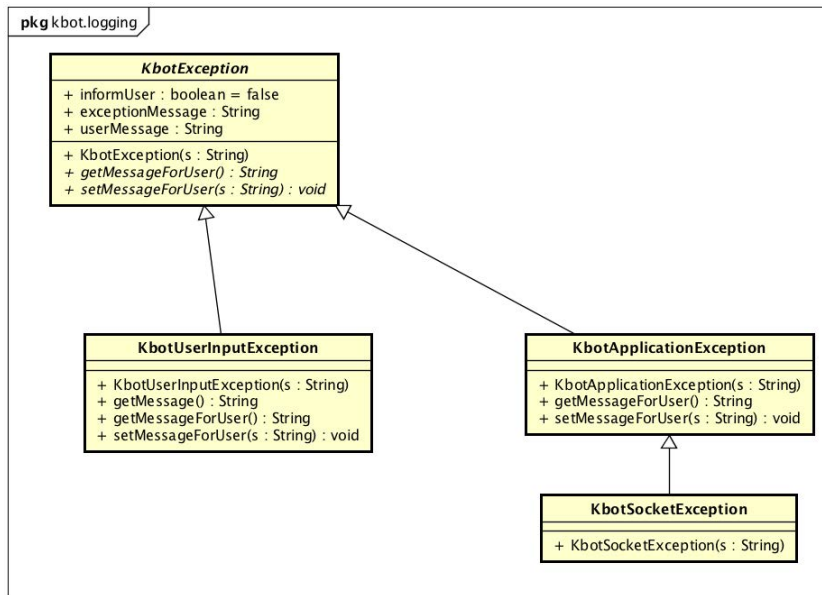 pkg kbot.logging
KbotException
+ informUser : boolean = false
+ exceptionMessage : String
+ userMessage : String
+ KbotException(s : String)
+ getMessageForUser() : String
+ setMessageForUser(s : String) : void
KbotUserInputException
+ KbotUserInputException(s : String)
+ getMessage() : String
+ getMessageForUser() : String
+ setMessageForUser(s : String) : void
KbotApplicationException
+ KbotApplicationException(s : String)
+ getMessageForUser() : String
+ setMessageForUser(s : String) : void
KbotSocketException
+ KbotSocketException(s : String)